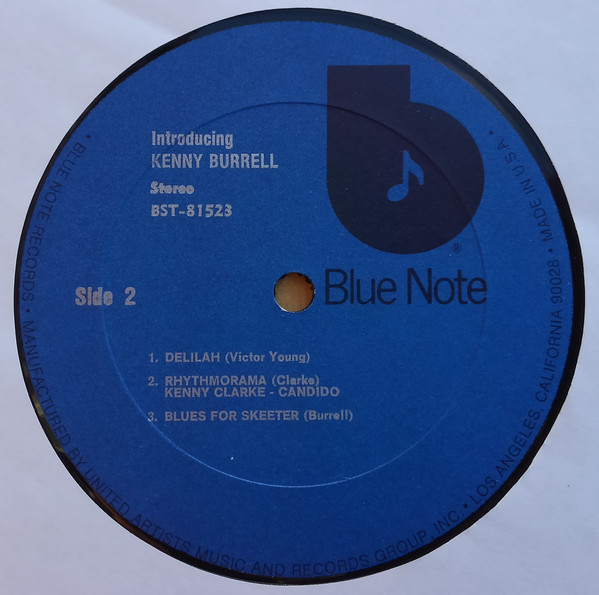 Introducing
KENNY BURRELL
Stereo
BST-81523
®
Blue Note
Side 2
1. DELILAH (Victor Young)
2. RHYTHMORAMA (Clarke)
KENNY CLARKE - CANDIDO
3. BLUES FOR SKEETER (Burrell)
• BLUE NOTE RECORDS • MANUFACTURED BY UNITED ARTISTS MUSIC AND RECORDS GROUP, INC. • LOS ANGELES, CALIFORNIA 90028 • MADE IN U.S.A. •